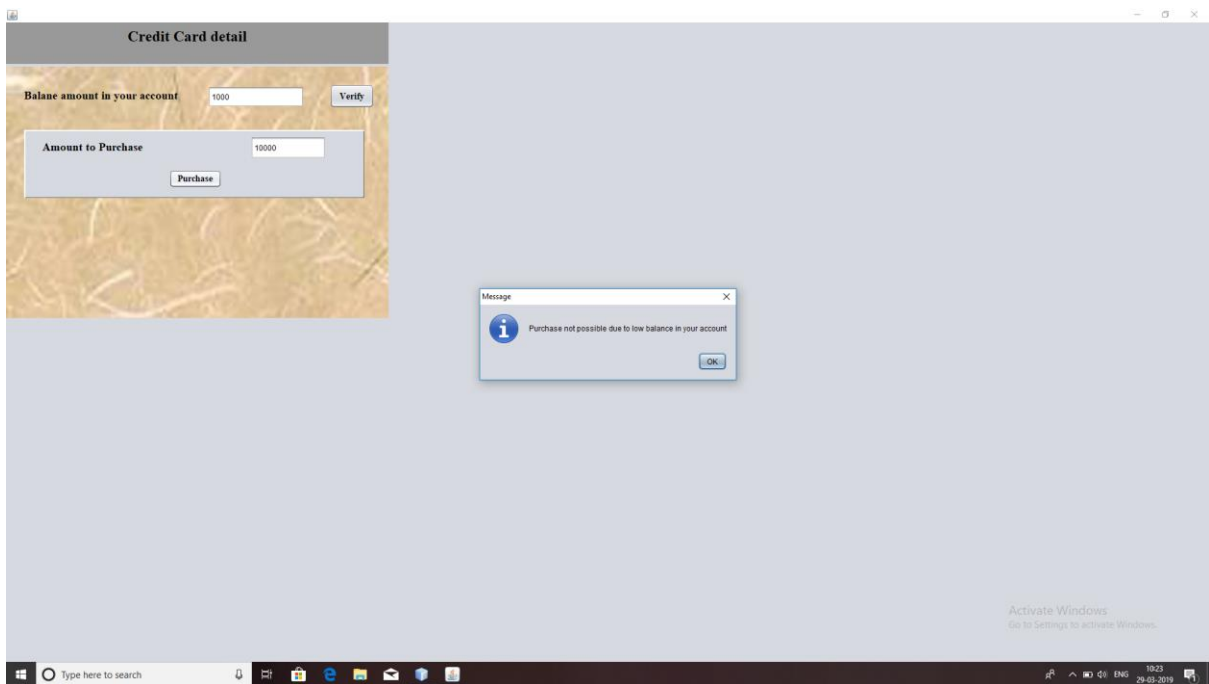 Credit Card detail
Balane amount in your account
1000
Verify
Amount to Purchase
10000
Purchase
Message
Purchase not possible due to low balance in your account
OK
Activate Windows
Go to Settings to activate Windows.
Type here to search
ENG
10:23
29-03-2019